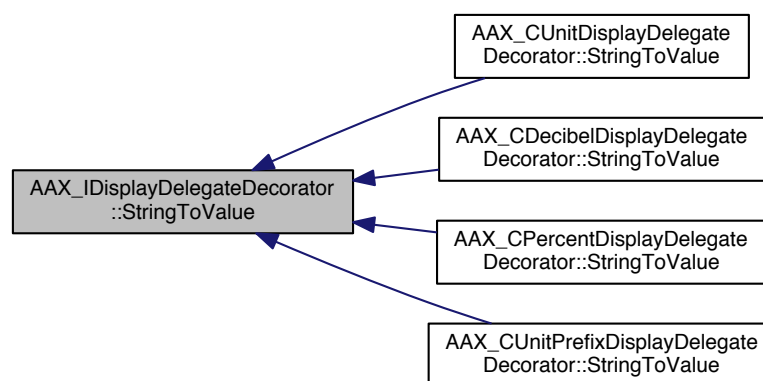 AAX_CUnitDisplayDelegate
Decorator::StringToValue
AAX_CDecibelDisplayDelegate
Decorator::StringToValue
AAX_IDisplayDelegateDecorator
::StringToValue
AAX_CPercentDisplayDelegate
Decorator::StringToValue
AAX_CUnitPrefixDisplayDelegate
Decorator::StringToValue